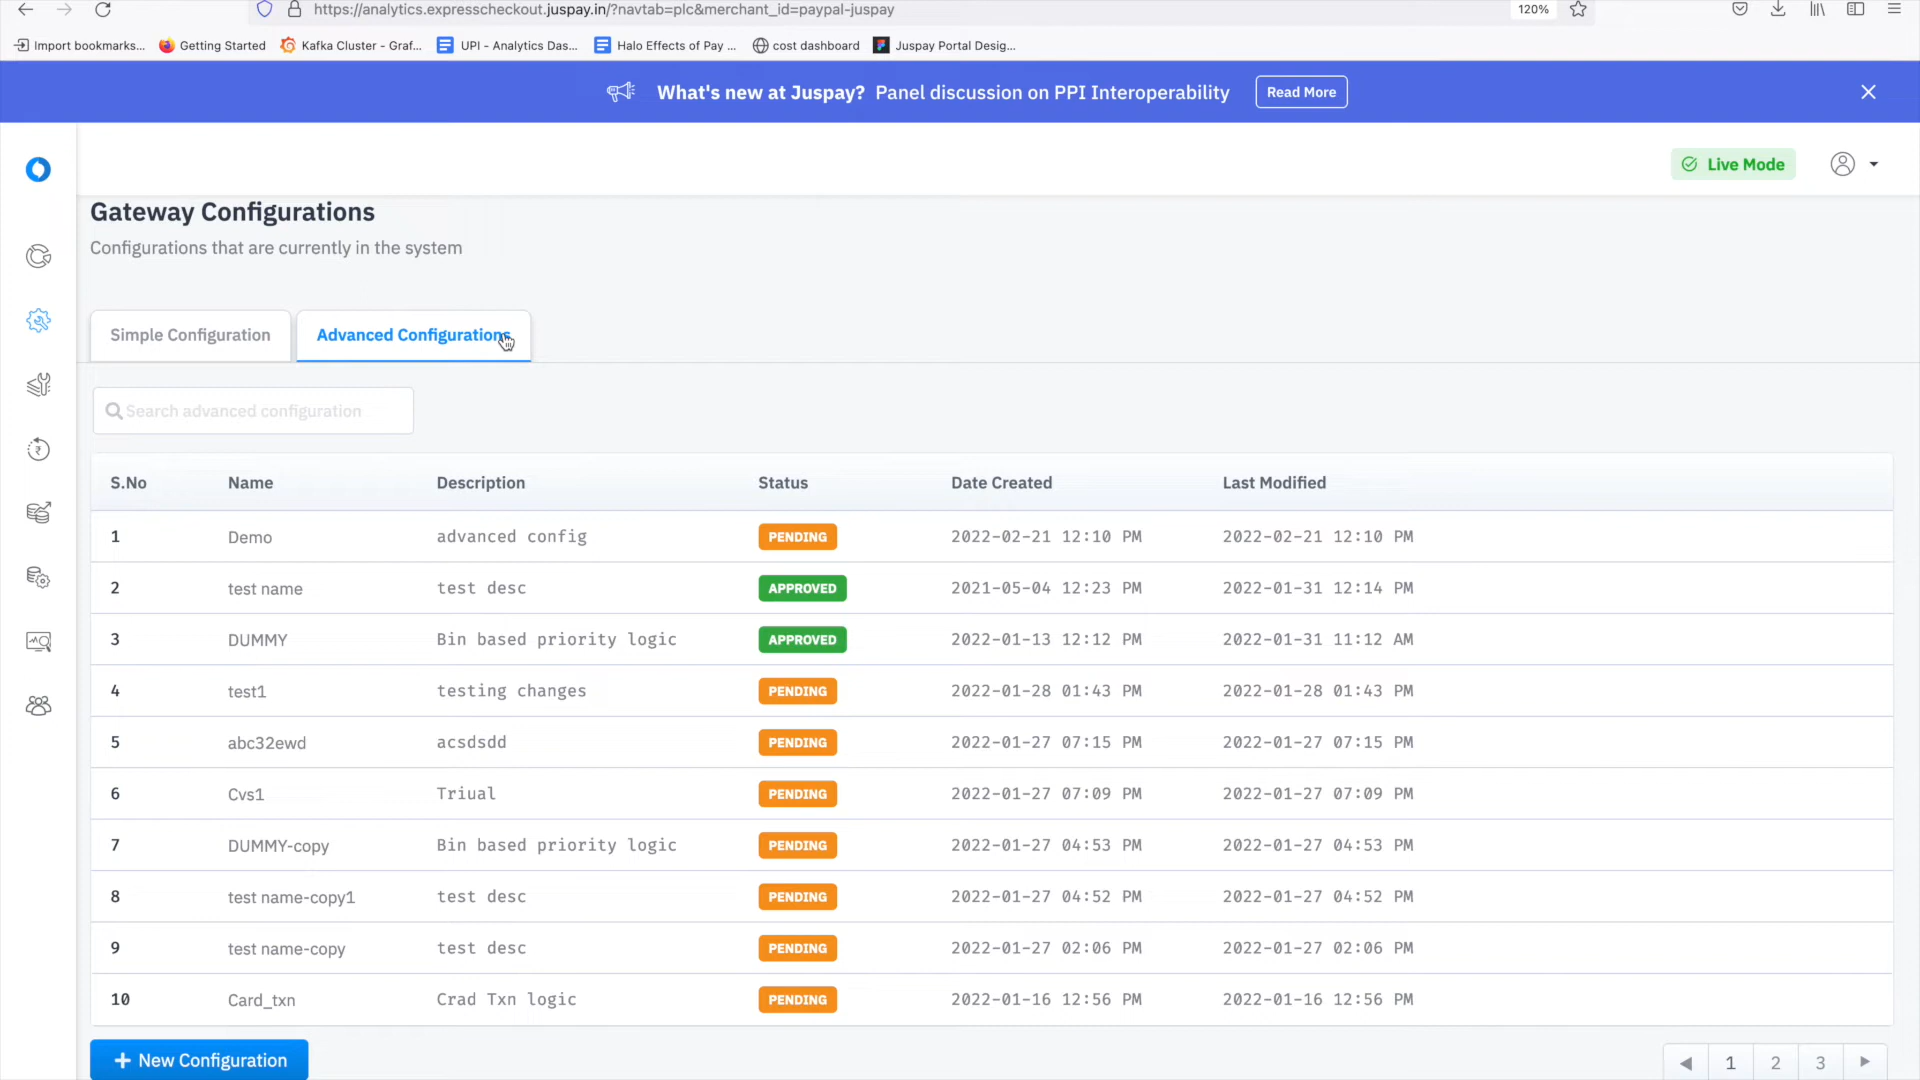 https://analytics.expresscheckout.juspay.in/?navtab=plc&merchant_id=paypal-juspay
120%
Import bookmarks... Getting Started Kafka Cluster - Graf... UPI - Analytics Das... Halo Effects of Pay ... cost dashboard Juspay Portal Desig...
What's new at Juspay? Panel discussion on PPI Interoperability Read More
Live Mode
Gateway Configurations
Configurations that are currently in the system
Simple Configuration Advanced Configurations
Search advanced configuration
S.No Name Description Status Date Created Last Modified
1 Demo advanced config PENDING 2022-02-21 12:10 PM 2022-02-21 12:10 PM
2 test name test desc APPROVED 2021-05-04 12:23 PM 2022-01-31 12:14 PM
3 DUMMY Bin based priority logic APPROVED 2022-01-13 12:12 PM 2022-01-31 11:12 AM
4 test1 testing changes PENDING 2022-01-28 01:43 PM 2022-01-28 01:43 PM
5 abc32ewd acsdsdd PENDING 2022-01-27 07:15 PM 2022-01-27 07:15 PM
6 Cvs1 Triual PENDING 2022-01-27 07:09 PM 2022-01-27 07:09 PM
7 DUMMY-copy Bin based priority logic PENDING 2022-01-27 04:53 PM 2022-01-27 04:53 PM
8 test name-copy1 test desc PENDING 2022-01-27 04:52 PM 2022-01-27 04:52 PM
9 test name-copy test desc PENDING 2022-01-27 02:06 PM 2022-01-27 02:06 PM
10 Card_txn Crad Txn logic PENDING 2022-01-16 12:56 PM 2022-01-16 12:56 PM
+ New Configuration
1 2 3